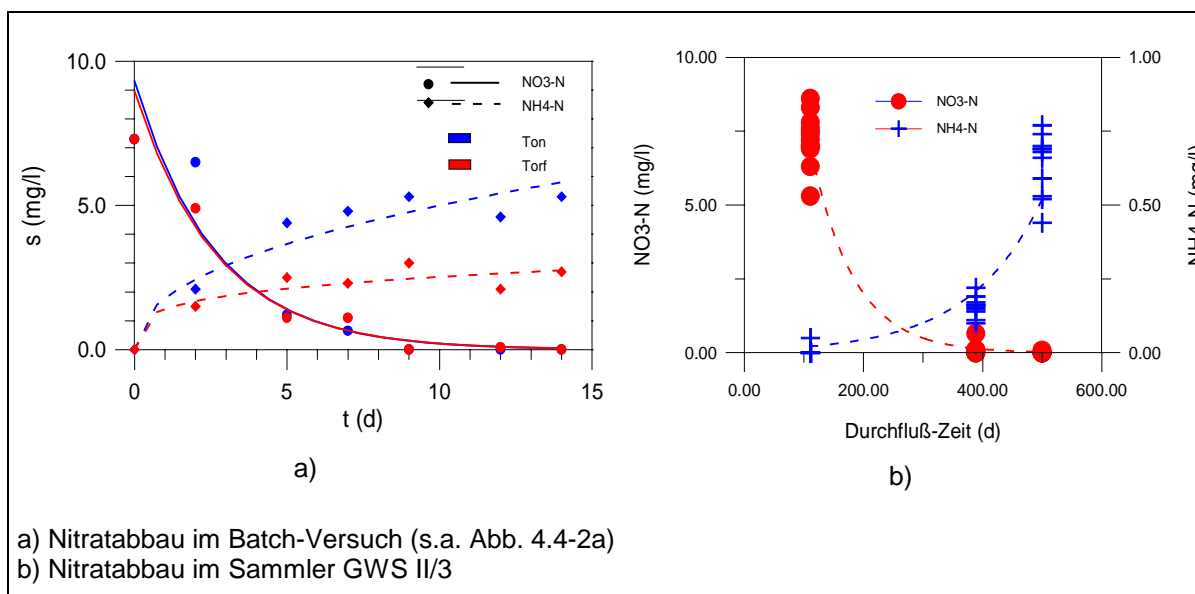 10.0
5.0
0.0
s (mg/l)
0
5
10
15
t (d)
NO3-N
NH4-N
Ton
Torf
a)
10.00
5.00
0.00
NO3-N (mg/l)
1.00
0.50
0.00
NH4-N (mg/l)
NO3-N
NH4-N
0.00
200.00
400.00
600.00
Durchfluß-Zeit (d)
b)
a) Nitratabbau im Batch-Versuch (s.a. Abb. 4.4-2a)
b) Nitratabbau im Sammler GWS II/3